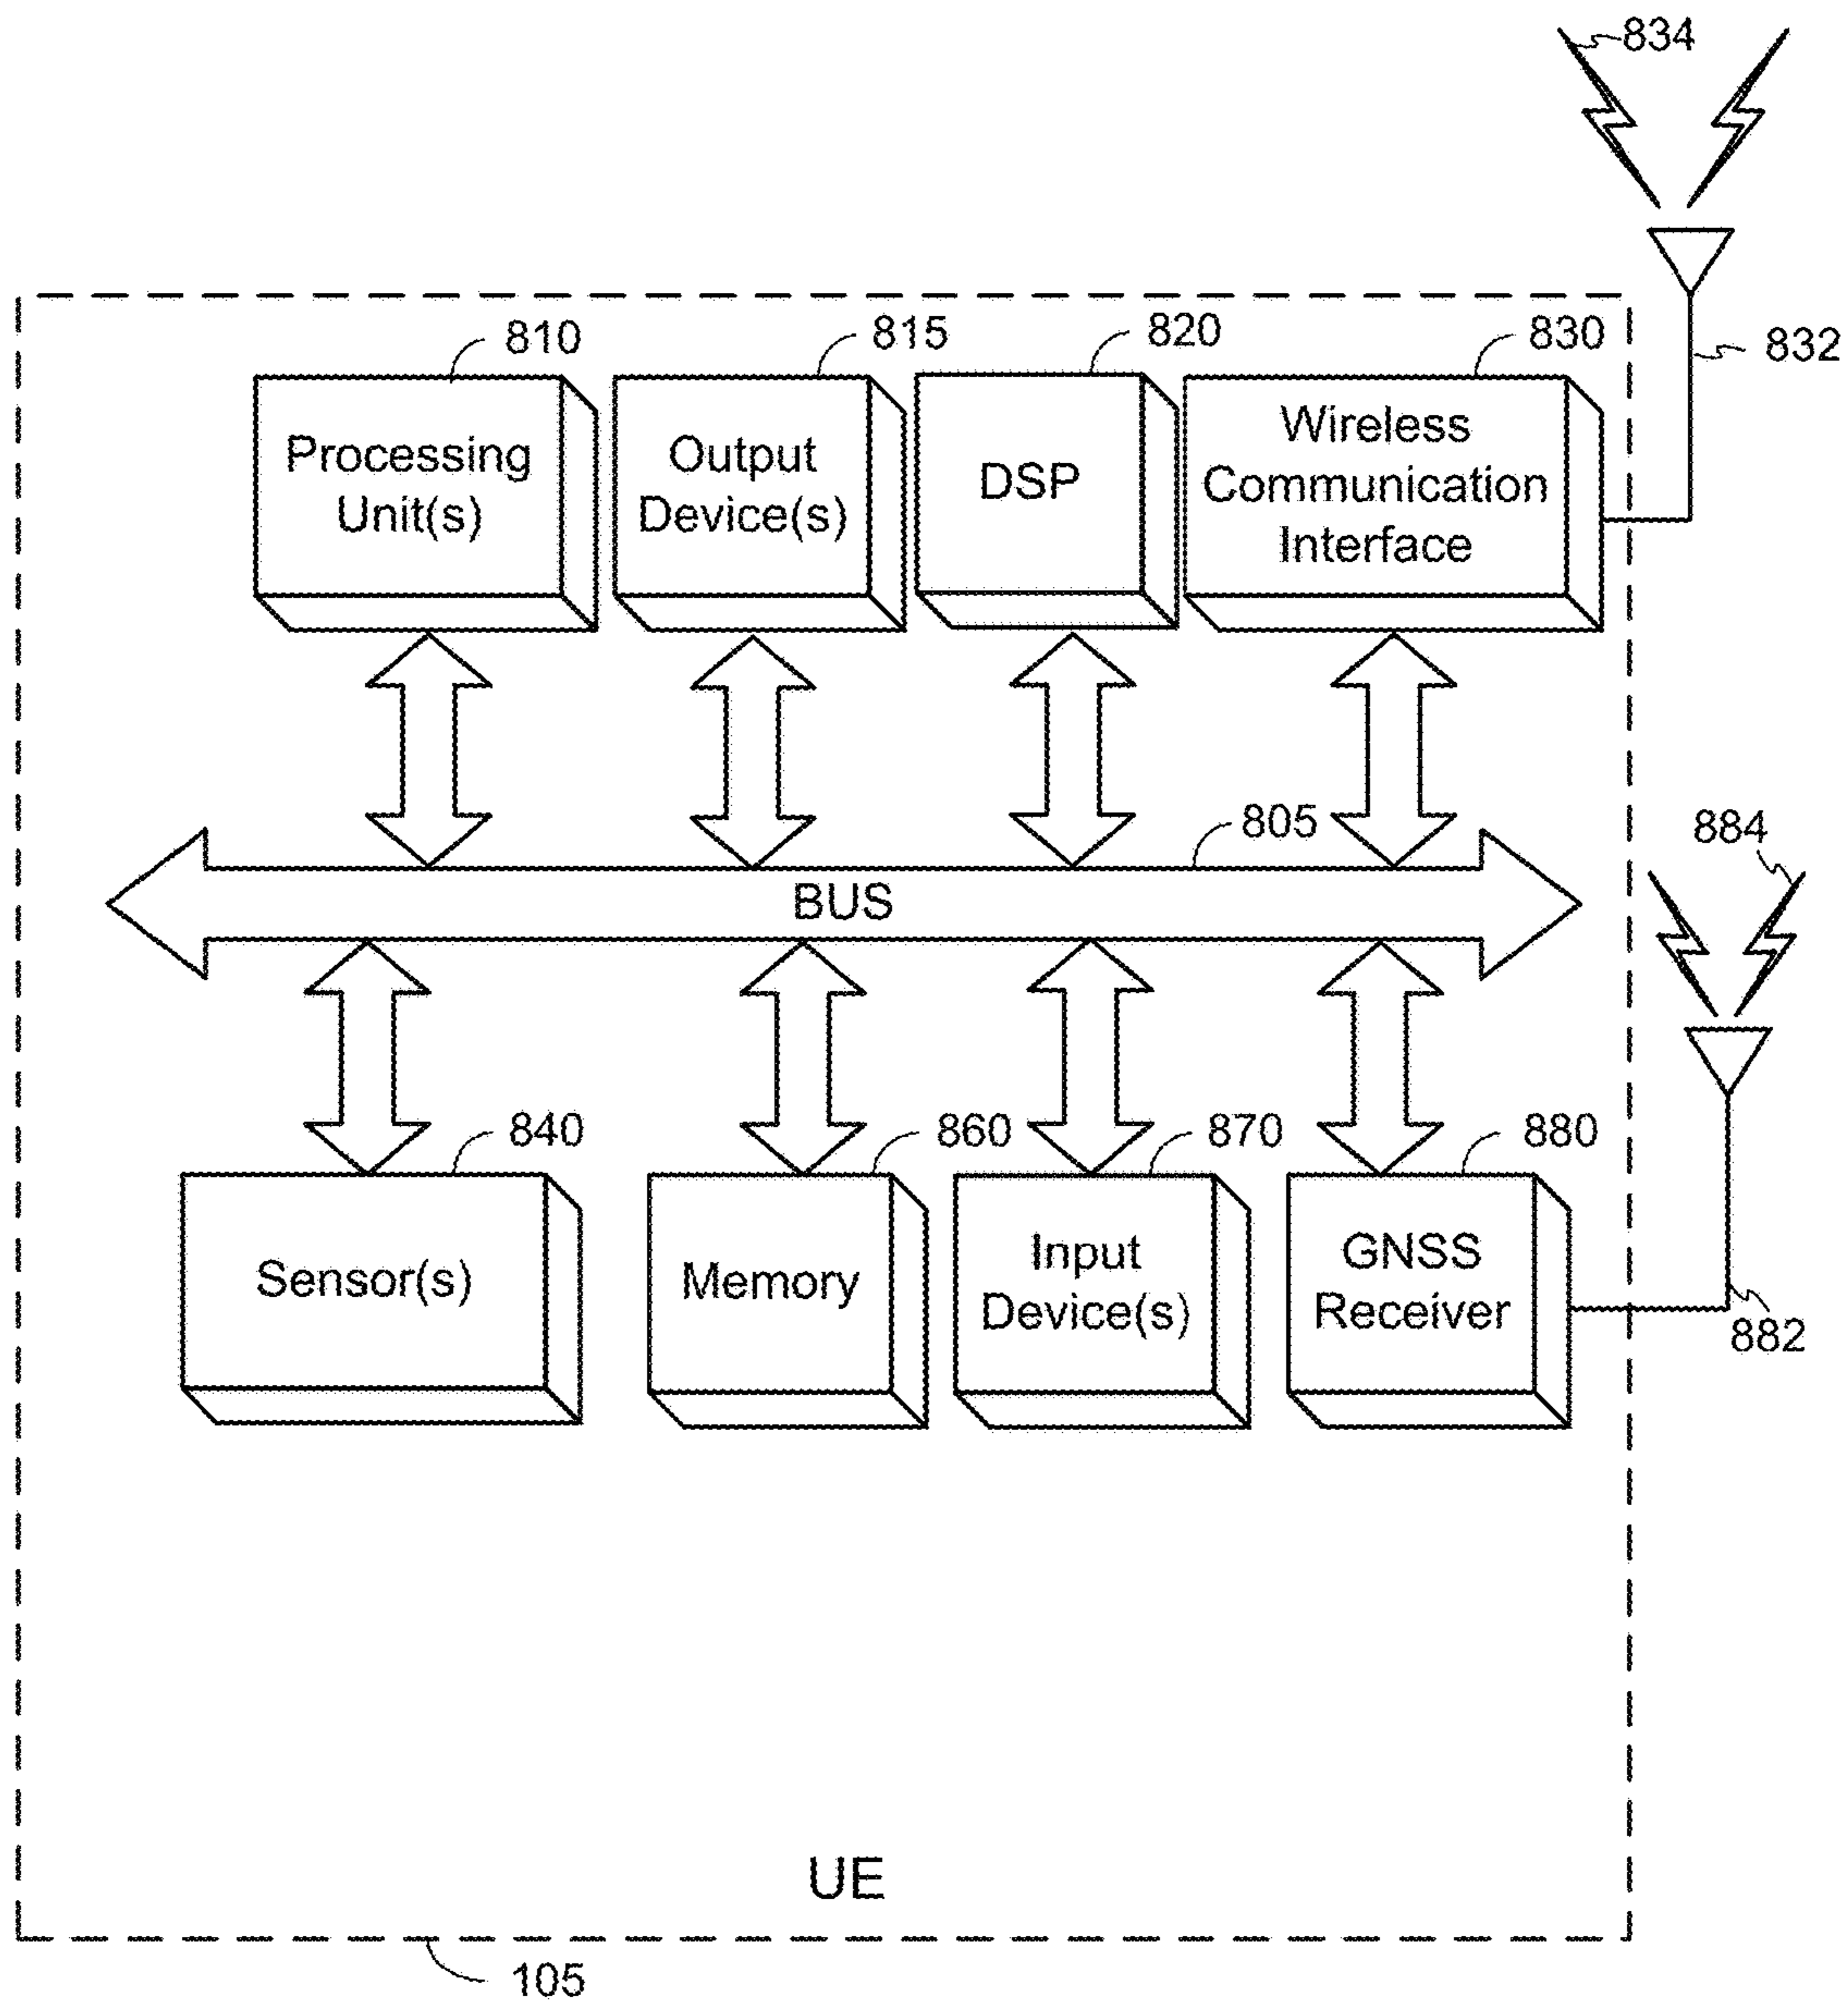 834
832
810
815
820
830
Processing
Unit(s)
Output
Device(s)
DSP
Wireless
Communication
Interface
805
BUS
884
840
860
870
880
Sensor(s)
Memory
Input
Device(s)
GNSS
Receiver
882
UE
105